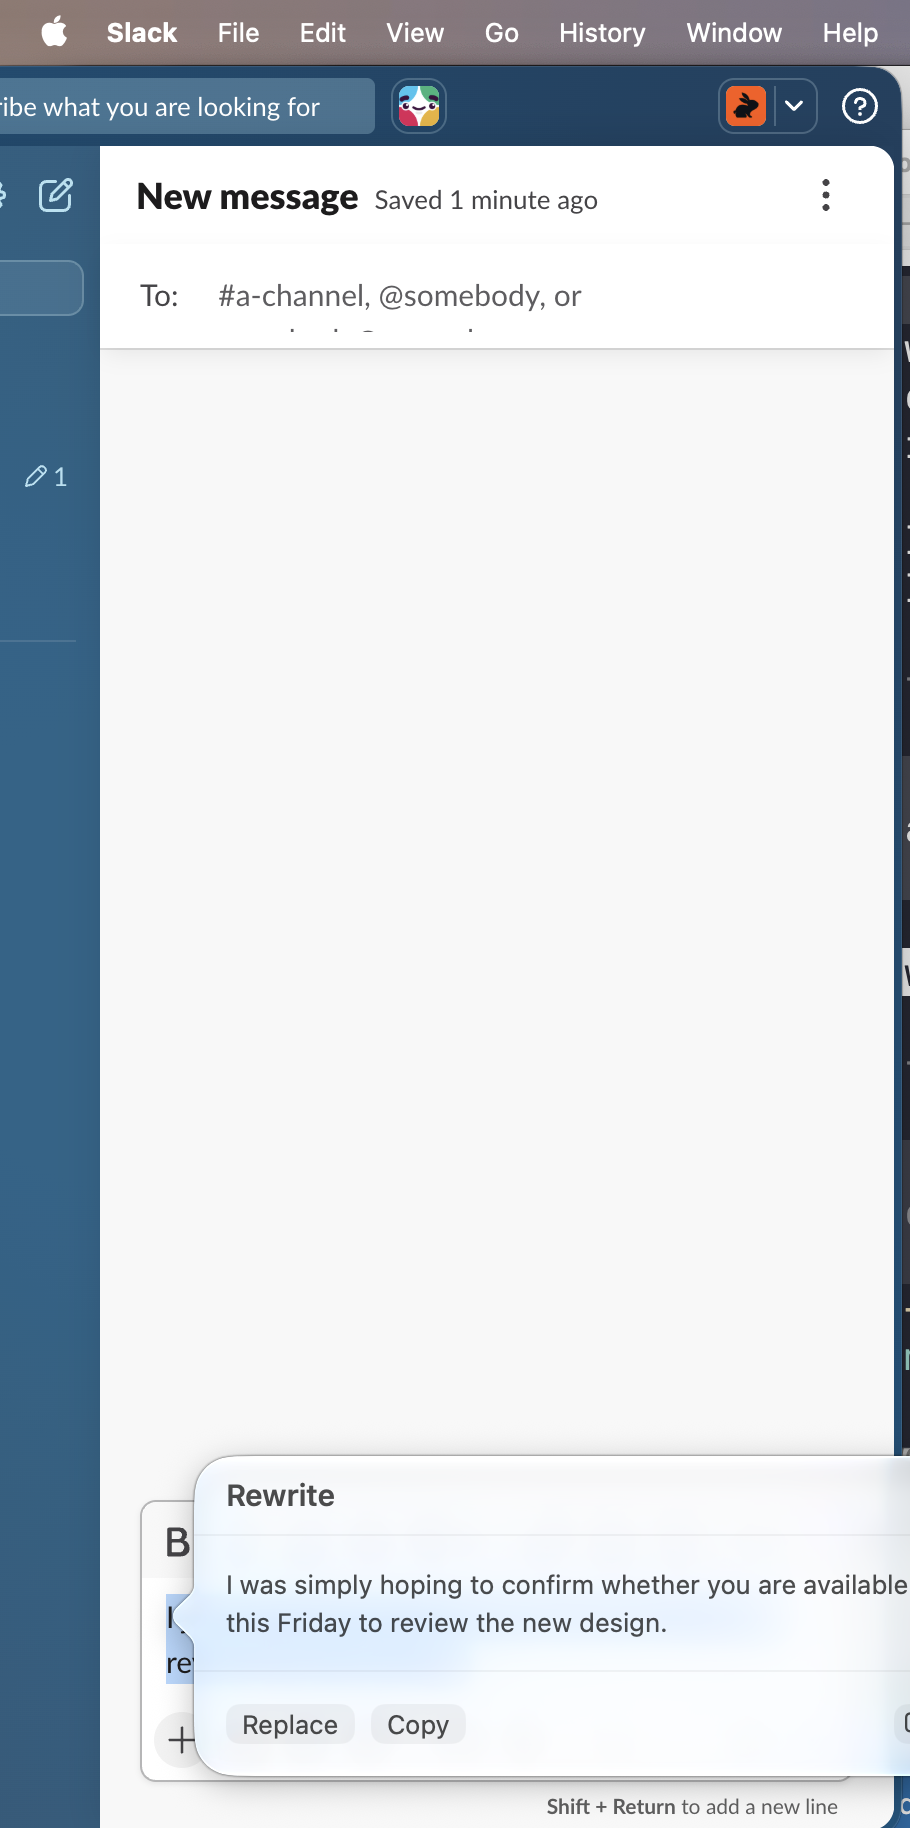 Slack File Edit View Go History Window Help
what you are looking for
New message Saved 1 minute ago
1
To: #a-channel, @somebody, or
Rewrite
B
I was simply hoping to confirm whether you are available
this Friday to review the new design.
Replace Copy
Shift + Return to add a new line